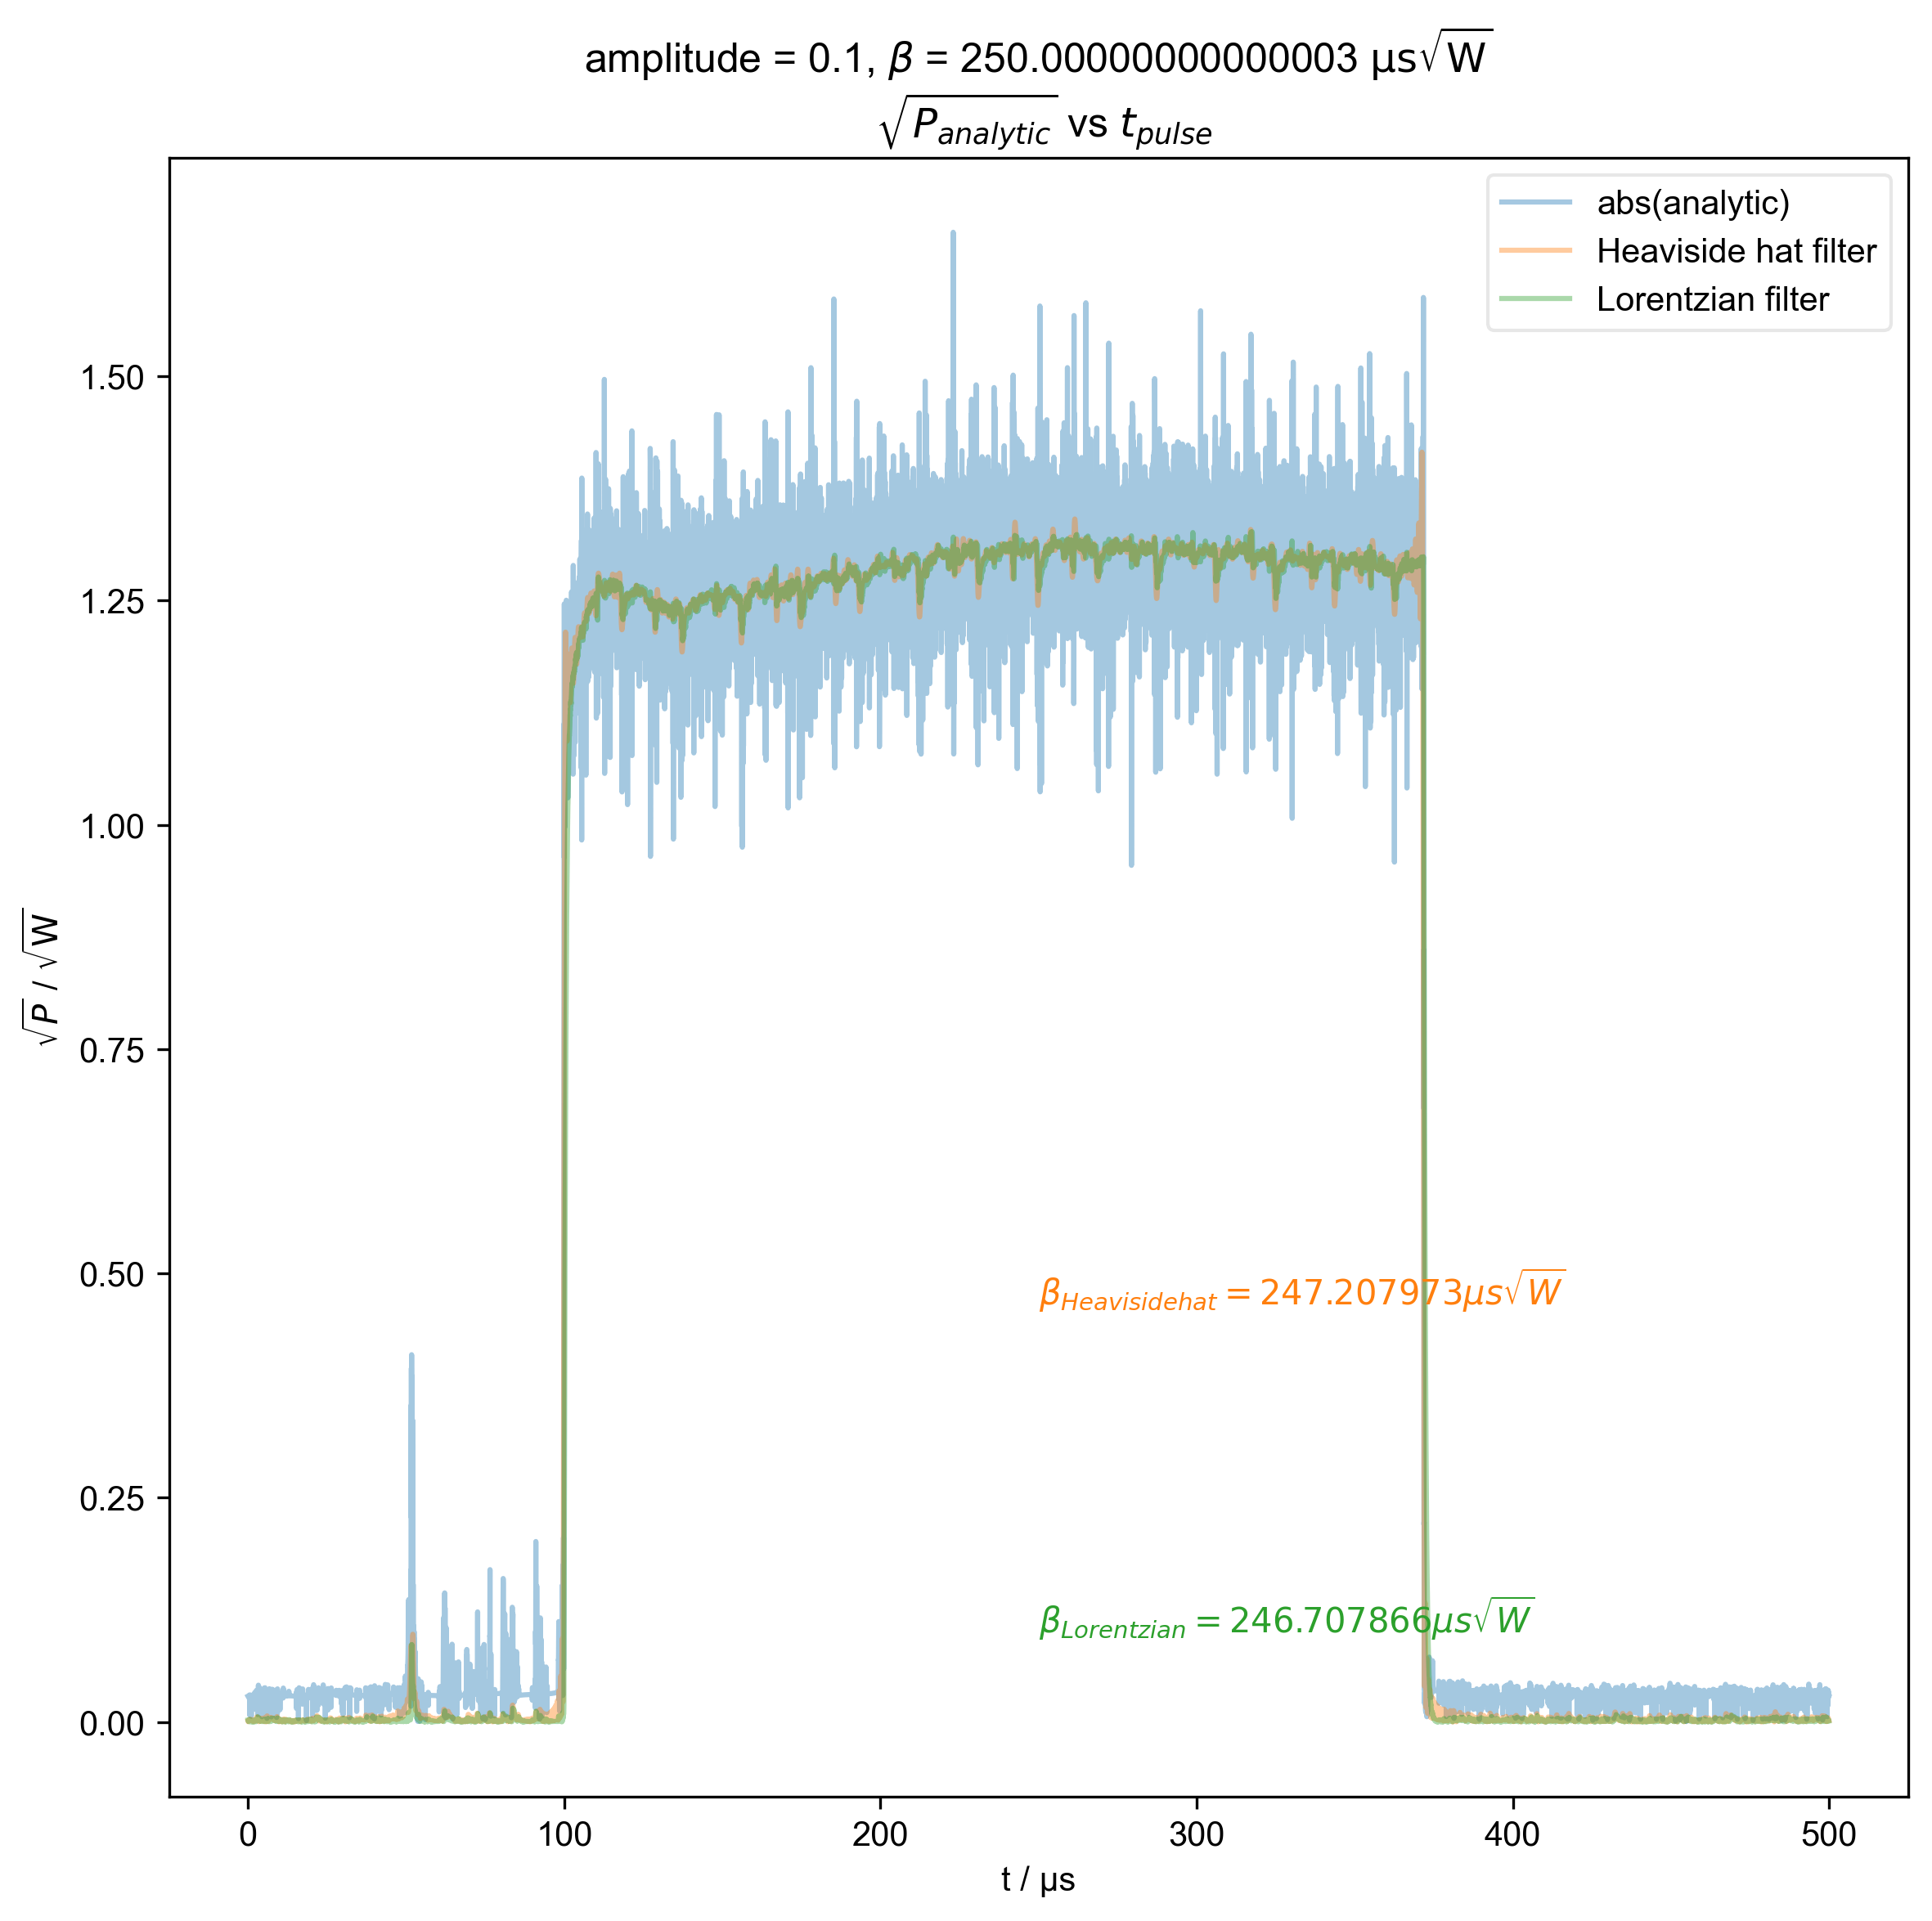 amplitude = 0.1, β = 250.00000000000003 µs√W
√P_analytic vs t_pulse
abs(analytic)
Heaviside hat filter
Lorentzian filter
√P / √W
1.50
1.25
1.00
0.75
0.50
0.25
0.00
β_Heavisidehat = 247.207973µs√W
β_Lorentzian = 246.707866µs√W
0 100 200 300 400 500
t / µs